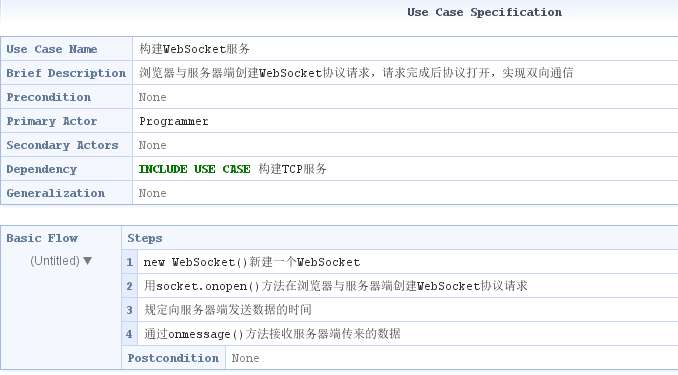 Use Case Specification
Use Case Name 构建WebSocket服务
Brief Description 浏览器与服务器端创建WebSocket协议请求，请求完成后协议打开，实现双向通信
Precondition None
Primary Actor Programmer
Secondary Actors None
Dependency INCLUDE USE CASE 构建TCP服务
Generalization None
Basic Flow Steps
(Untitled) ▼
1 new WebSocket()新建一个WebSocket
2 用socket.onopen()方法在浏览器与服务器端创建WebSocket协议请求
3 规定向服务器端发送数据的时间
4 通过onmessage()方法接收服务器端传来的数据
Postcondition None